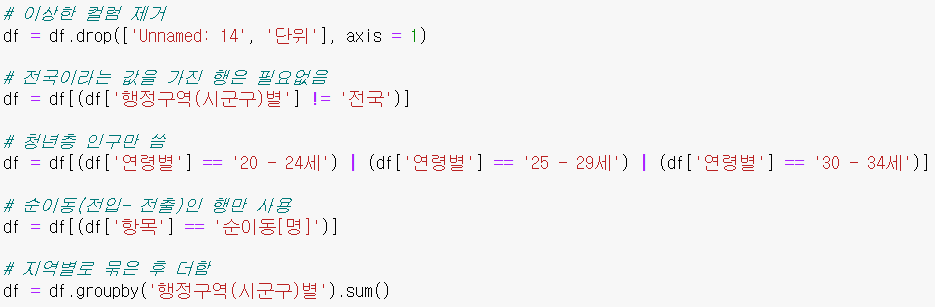 # 이상한 컬럼 제거
df = df.drop(['Unnamed: 14', '단위'], axis = 1)
# 전국이라는 값을 가진 행은 필요없음
df = df[(df['행정구역(시군구)별'] != '전국')]
# 청년층 인구만 씀
df = df[(df['연령별'] == '20 - 24세') | (df['연령별'] == '25 - 29세') | (df['연령별'] == '30 - 34세')]
# 순이동(전입- 전출)인 행만 사용
df = df[(df['항목'] == '순이동[명]')]
# 지역별로 묶은 후 더함
df = df.groupby('행정구역(시군구)별').sum()